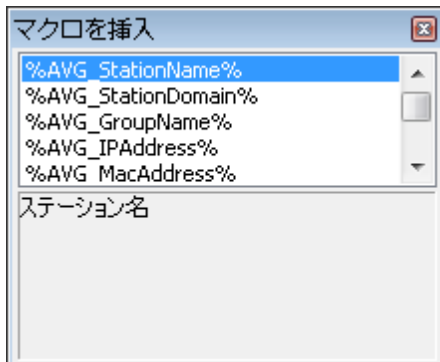 マクロを挿入
%AVG_StationName%
%AVG_StationDomain%
%AVG_GroupName%
%AVG_IPAddress%
%AVG_MacAddress%
ステーション名